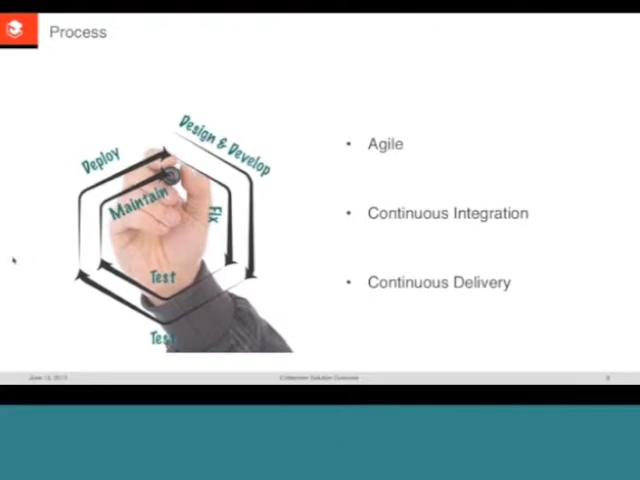 Process
Design & Develop
Deploy
Maintain
Fix
Test
Test
• Agile
• Continuous Integration
• Continuous Delivery